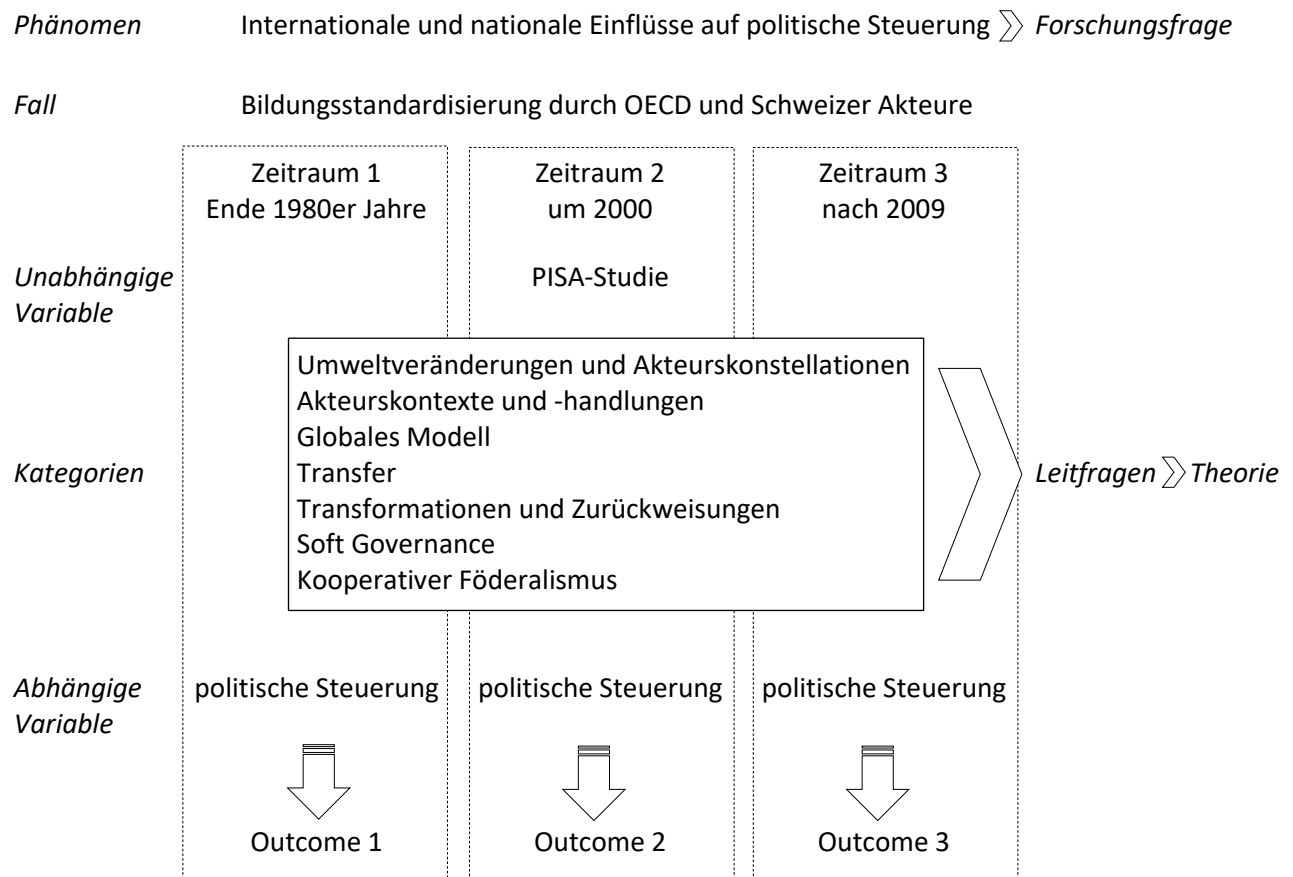 Phänomen Internationale und nationale Einflüsse auf politische Steuerung Forschungsfrage
Fall Bildungsstandardisierung durch OECD und Schweizer Akteure
Zeitraum 1 Zeitraum 2 Zeitraum 3
Ende 1980er Jahre um 2000 nach 2009
Unabhängige PISA-Studie
Variable
Umweltveränderungen und Akteurskonstellationen
Akteurskontexte und -handlungen
Globales Modell
Kategorien Transfer Leitfragen Theorie
Transformationen und Zurückweisungen
Soft Governance
Kooperativer Föderalismus
Abhängige politische Steuerung politische Steuerung politische Steuerung
Variable
Outcome 1 Outcome 2 Outcome 3